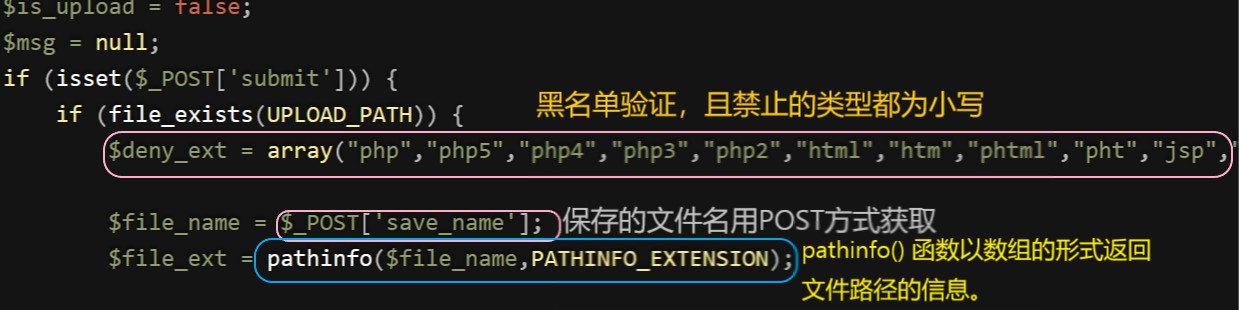 $is_upload = false;
$msg = null;
if (isset($_POST['submit'])) {
if (file_exists(UPLOAD_PATH)) {
黑名单验证，且禁止的类型都为小写
$deny_ext = array("php","php5","php4","php3","php2","html","htm","phtml","pht","jsp","
$file_name = $_POST['save_name'];
保存的文件名用POST方式获取
$file_ext = pathinfo($file_name,PATHINFO_EXTENSION);
pathinfo() 函数以数组的形式返回
文件路径的信息。